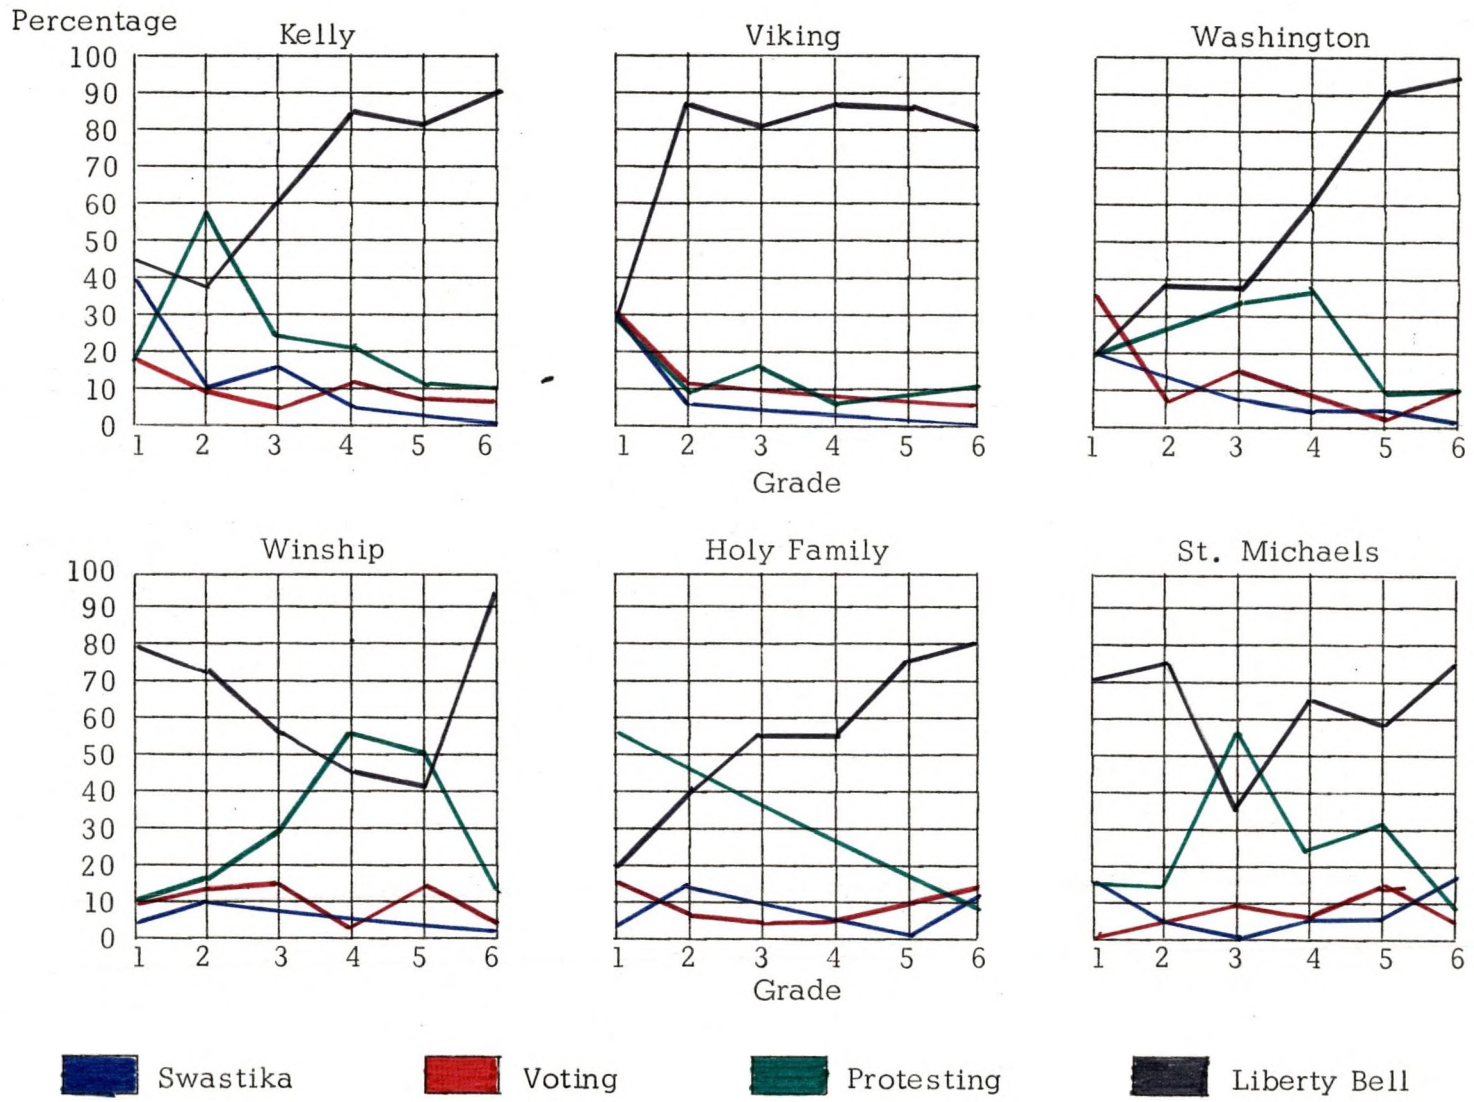 Percentage
Kelly
Viking
Washington
100
90
80
70
60
50
40
30
20
10
0
1 2 3 4 5 6
1 2 3 4 5 6
1 2 3 4 5 6
Grade
Winship
Holy Family
St. Michaels
100
90
80
70
60
50
40
30
20
10
0
1 2 3 4 5 6
1 2 3 4 5 6
1 2 3 4 5 6
Grade
Swastika
Voting
Protesting
Liberty Bell